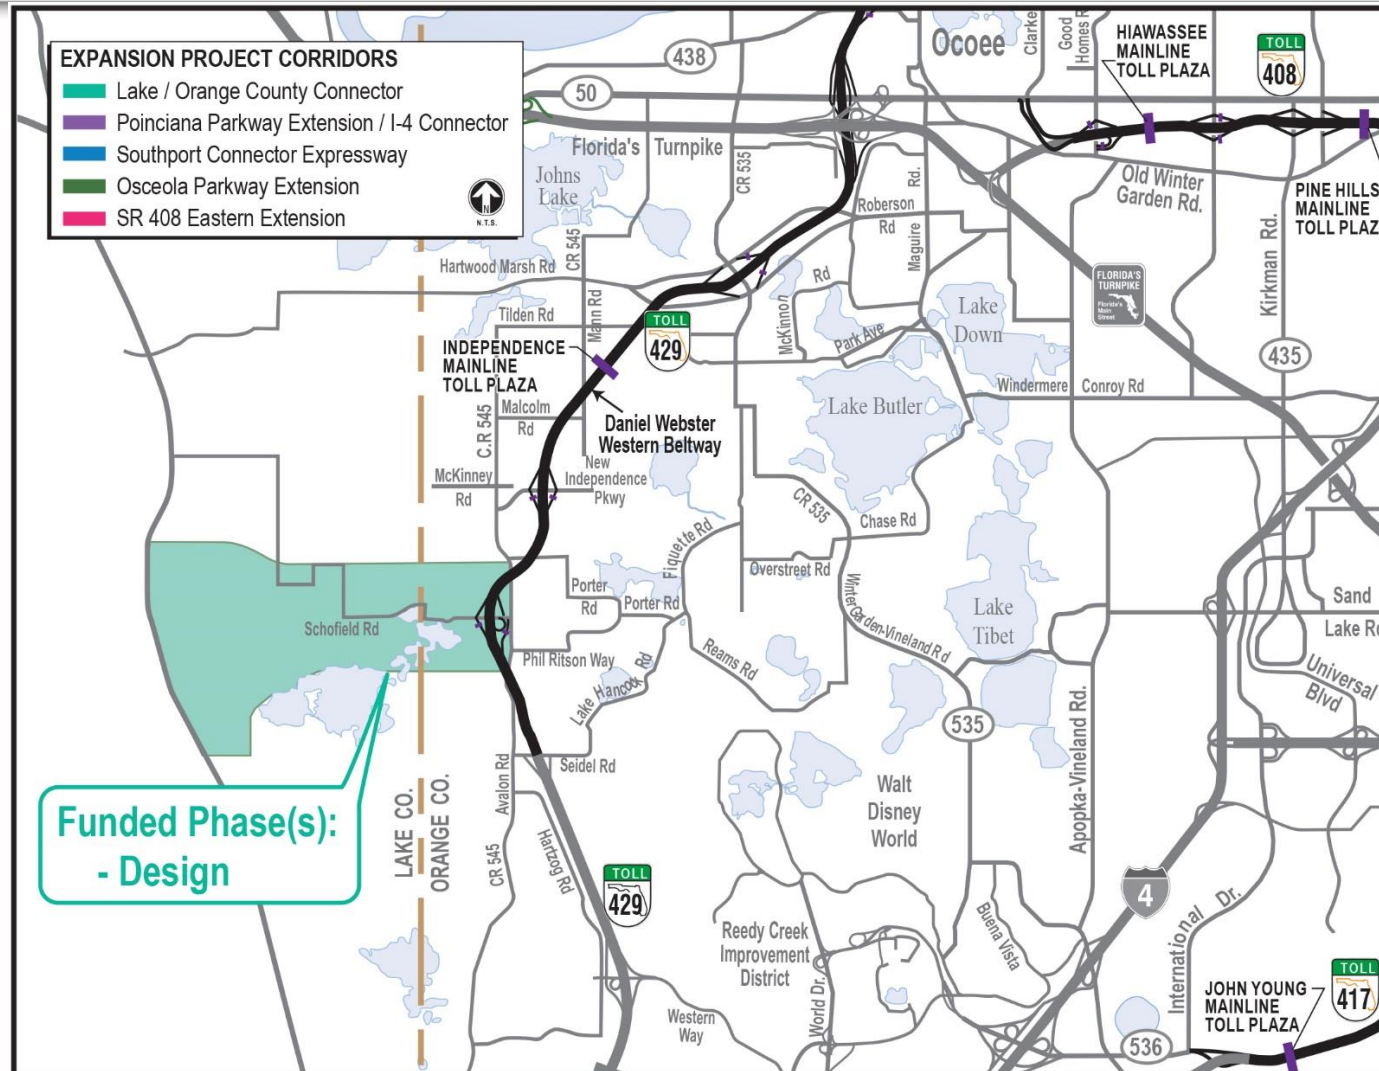 EXPANSION PROJECT CORRIDORS
Lake / Orange County Connector
Poinciana Parkway Extension / I-4 Connector
Southport Connector Expressway
Osceola Parkway Extension
SR 408 Eastern Extension
N
N.T.S.
438
50
Ocoee
Clarke
Good
Homes R
HIAWASSEE
MAINLINE
TOLL PLAZA
TOLL
408
Florida's Turnpike
CR 535
Johns
Lake
Old Winter
Garden Rd.
PINE HILLS
MAINLINE
TOLL PLAZ
Roberson
Rd
Maguire Rd.
Kirkman Rd.
CR 545
Hartwood Marsh Rd
Rd
McKinnon
FLORIDA'S
TURNPIKE
Florida's
Main
Street
Tilden Rd
Mann Rd
TOLL
429
Park Ave
Lake
Down
435
INDEPENDENCE
MAINLINE
TOLL PLAZA
Windermere
Conroy Rd
Lake Butler
C.R 545
Malcolm
Rd
Daniel Webster
Western Beltway
McKinney
Rd
New
Independence
Pkwy
CR 535
Chase Rd
Fiquette Rd
Overstreet Rd
Porter
Rd
Porter Rd
Winter Garden-Vineland Rd
Lake
Tibet
Sand
Lake Rd
Schofield Rd
Phil Ritson Way
Lake Hancock Rd
Reams Rd
Universal
Blvd
535
Apopka-Vineland Rd.
Avalon Rd
Seidel Rd
Walt
Disney
World
Funded Phase(s):
- Design
LAKE CO.
ORANGE CO.
CR 545
Hartzog Rd
TOLL
429
4
International Dr.
Buena Vista
Reedy Creek
Improvement
District
World Dr.
Western
Way
JOHN YOUNG
MAINLINE
TOLL PLAZA
TOLL
417
536